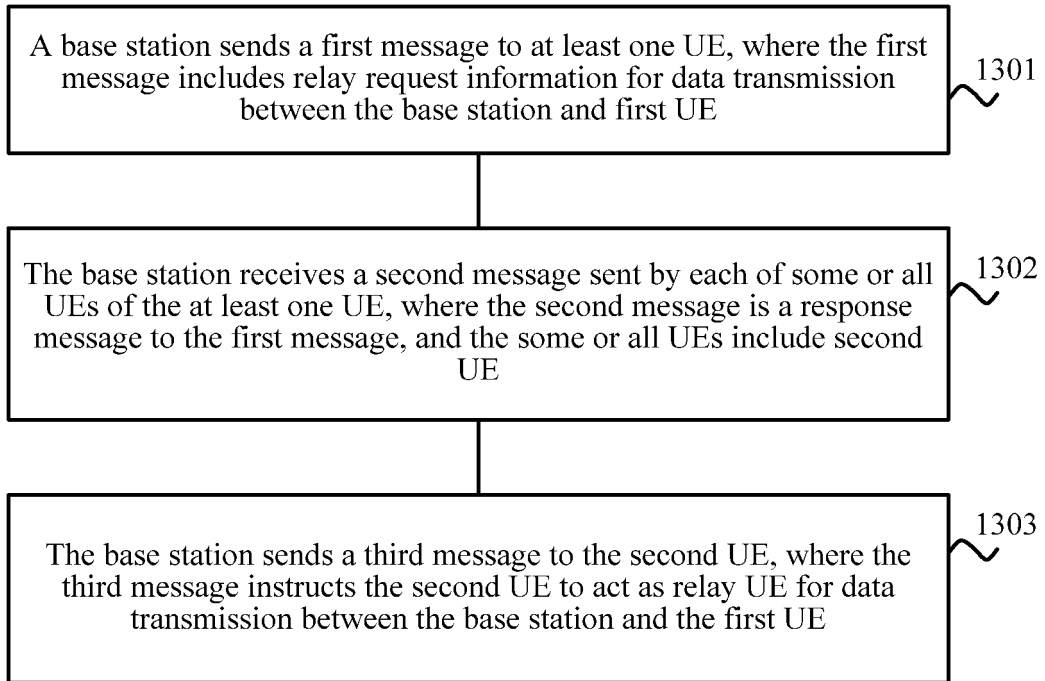 A base station sends a first message to at least one UE, where the first
message includes relay request information for data transmission
between the base station and first UE
1301
The base station receives a second message sent by each of some or all
UEs of the at least one UE, where the second message is a response
message to the first message, and the some or all UEs include second
UE
1302
The base station sends a third message to the second UE, where the
third message instructs the second UE to act as relay UE for data
transmission between the base station and the first UE
1303